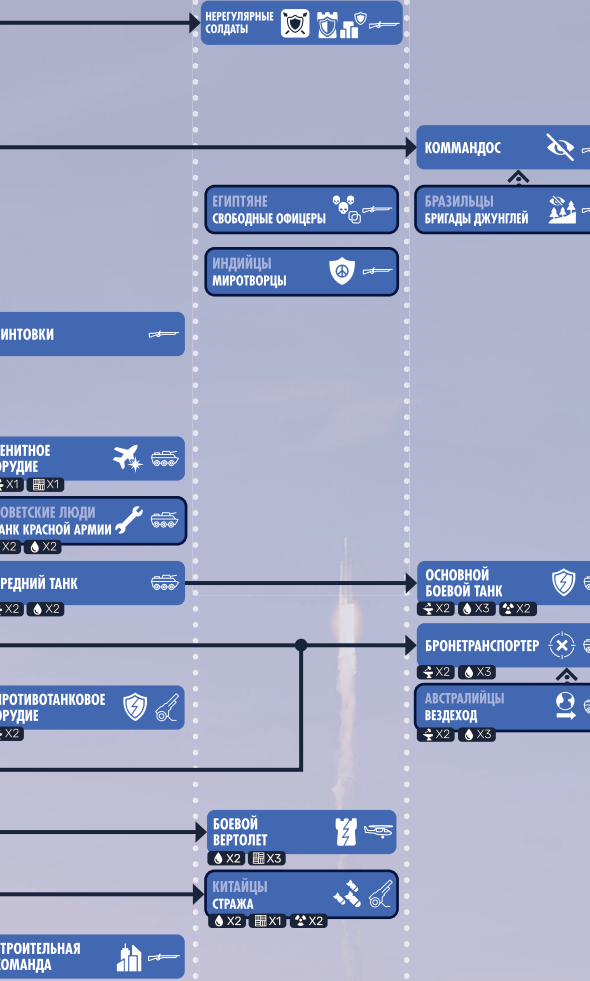 НЕРЕГУЛЯРНЫЕ
СОЛДАТЫ
КОММАНДОС
ЕГИПТЯНЕ
СВОБОДНЫЕ ОФИЦЕРЫ
БРАЗИЛЬЦЫ
БРИГАДЫ ДЖУНГЛЕЙ
ИНДИЙЦЫ
МИРОТВОРЦЫ
ИНТОВКИ
ЕНИТНОЕ
РУДИЕ
X1 X1
ОВЕТСКИЕ ЛЮДИ
АНК КРАСНОЙ АРМИИ
X2 X2
РЕДНИЙ ТАНК
X2 X2
ОСНОВНОЙ
БОЕВОЙ ТАНК
X2 X3 X2
БРОНЕТРАНСПОРТЕР
X2 X3
РОТИВОТАНКОВОЕ
РУДИЕ
X2
АВСТРАЛИЙЦЫ
ВЕЗДЕХОД
X2 X3
БОЕВОЙ
ВЕРТОЛЕТ
X2 X3
КИТАЙЦЫ
СТРАЖА
X2 X1 X2
ТРОИТЕЛЬНАЯ
ОМАНДА